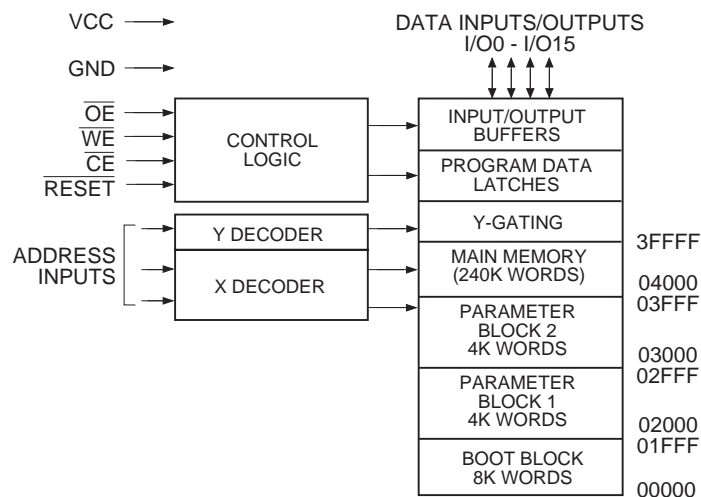 VCC
GND
OE
WE
CE
RESET
ADDRESS
INPUTS
CONTROL
LOGIC
Y DECODER
X DECODER
DATA INPUTS/OUTPUTS
I/O0 - I/O15
INPUT/OUTPUT
BUFFERS
PROGRAM DATA
LATCHES
Y-GATING
MAIN MEMORY
(240K WORDS)
PARAMETER
BLOCK 2
4K WORDS
PARAMETER
BLOCK 1
4K WORDS
BOOT BLOCK
8K WORDS
3FFFF
04000
03FFF
03000
02FFF
02000
01FFF
00000